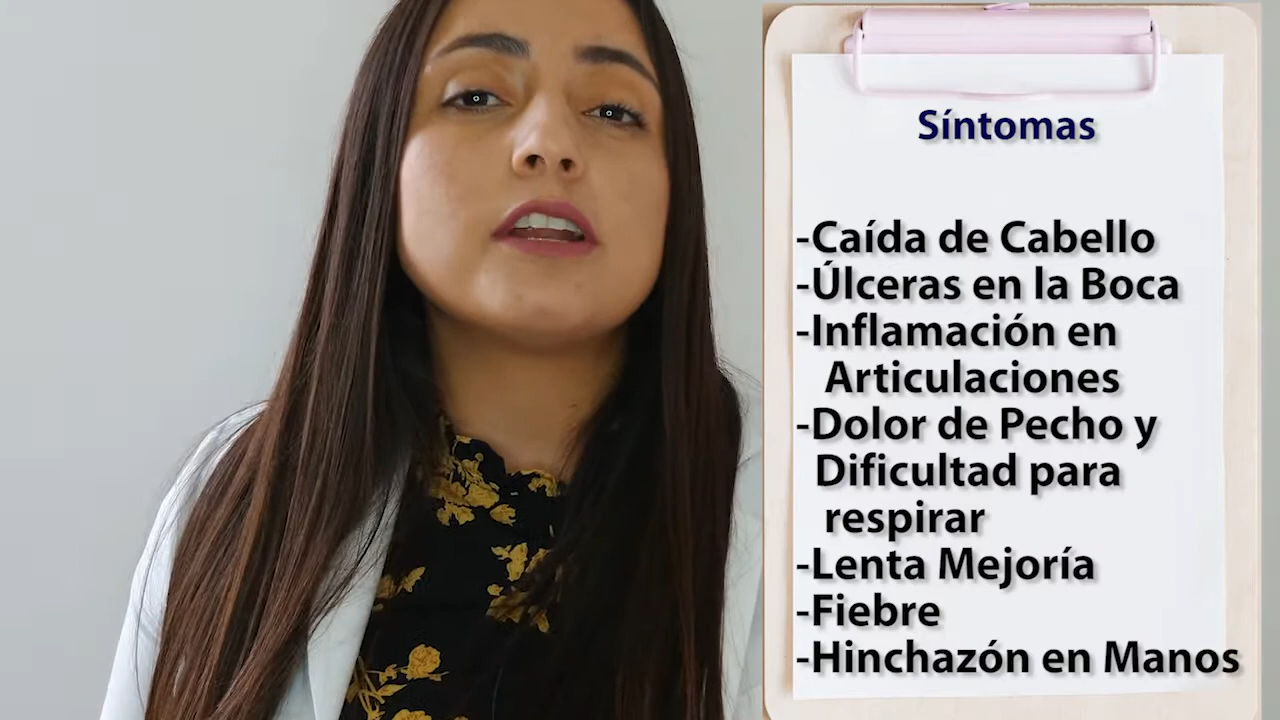 Síntomas
-Caída de Cabello
-Úlceras en la Boca
-Inflamación en
Articulaciones
-Dolor de Pecho y
Dificultad para
respirar
-Lenta Mejoría
-Fiebre
-Hinchazón en Manos